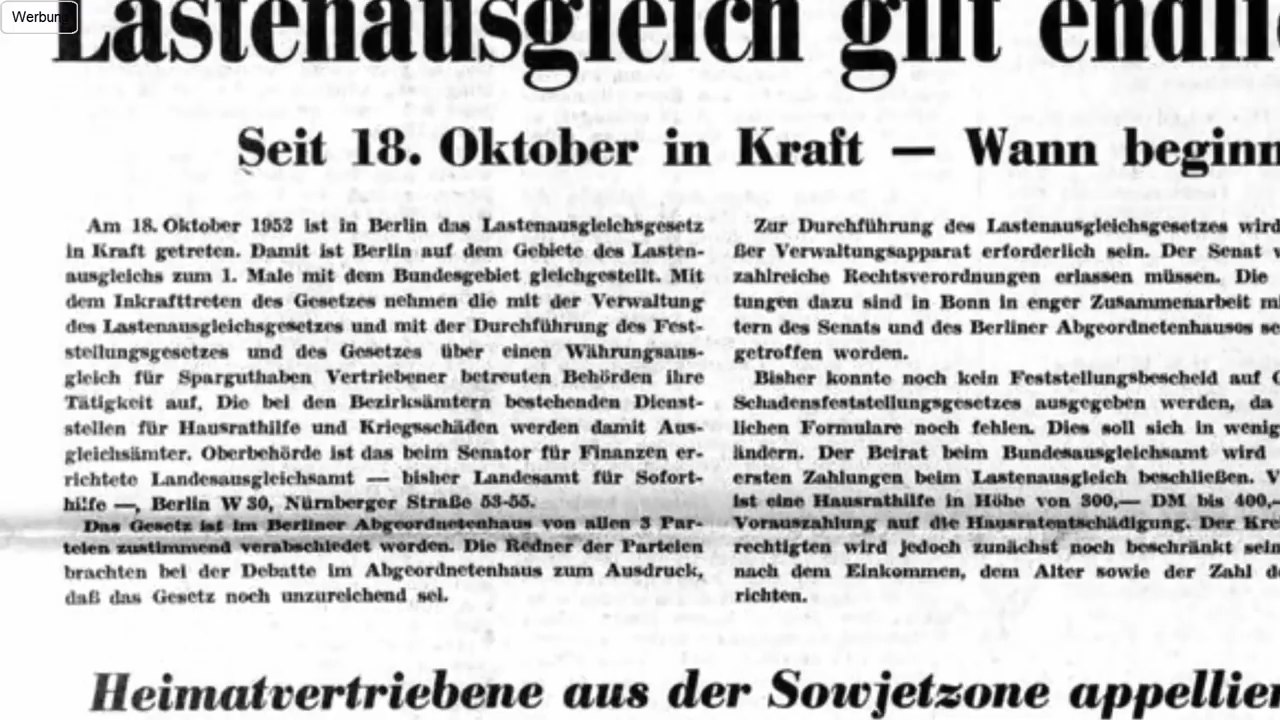 Werbung
Lastenausgleich gilt
Seit 18. Oktober in Kraft — Wann
Am 18. Oktober 1952 ist in Berlin das Lastenausgleichsgesetz
in Kraft getreten. Damit ist Berlin auf dem Gebiete des Lasten-
ausgleichs zum 1. Male mit dem Bundesgebiet gleichgestellt. Mit
dem Inkrafttreten des Gesetzes nehmen die mit der Verwaltung
des Lastenausgleichsgesetzes und mit der Durchführung des Fest-
stellungsgesetzes und des Gesetzes über einen Währungsaus-
gleich für Sparguthaben Vertriebener betreuten Behörden ihre
Tätigkeit auf. Die bei den Bezirksämtern bestehenden Dienst-
stellen für Hausrathilfe und Kriegsschäden werden damit Aus-
gleichsämter. Oberbehörde ist das beim Senator für Finanzen er-
richtete Landesausgleichsamt — bisher Landesamt für Sofort-
hilfe —, Berlin W 30, Nürnberger Straße 53-55.
Das Gesetz ist im Berliner Abgeordnetenhaus von allen 3 Par-
teien zustimmend verabschiedet worden. Die Redner der Parteien
brachten bei der Debatte im Abgeordnetenhaus zum Ausdruck,
daß das Gesetz noch unzureichend sei.
Zur Durchführung des Lastenausgleichsgesetzes wird
ßer Verwaltungsapparat erforderlich sein. Der Senat
zahlreiche Rechtsverordnungen erlassen müssen. Die
tungen dazu sind in Bonn in enger Zusammenarbeit
tern des Senats und des Berliner Abgeordnetenhauses
getroffen worden.
Bisher konnte noch kein Feststellungsbescheid auf
Schadensfeststellungsgesetzes ausgegeben werden, da
lichen Formulare noch fehlen. Dies soll sich in
ändern. Der Beirat beim Bundesausgleichsamt wird
ersten Zahlungen beim Lastenausgleich beschließen.
ist eine Hausrathilfe in Höhe von 300,— DM bis 400,—
Vorauszahlung auf die Hausratentschädigung. Der
rechtigten wird jedoch zunächst noch beschränkt
nach dem Einkommen, dem Alter sowie der Zahl
richten.
Heimatvertriebene aus der Sowjetzone